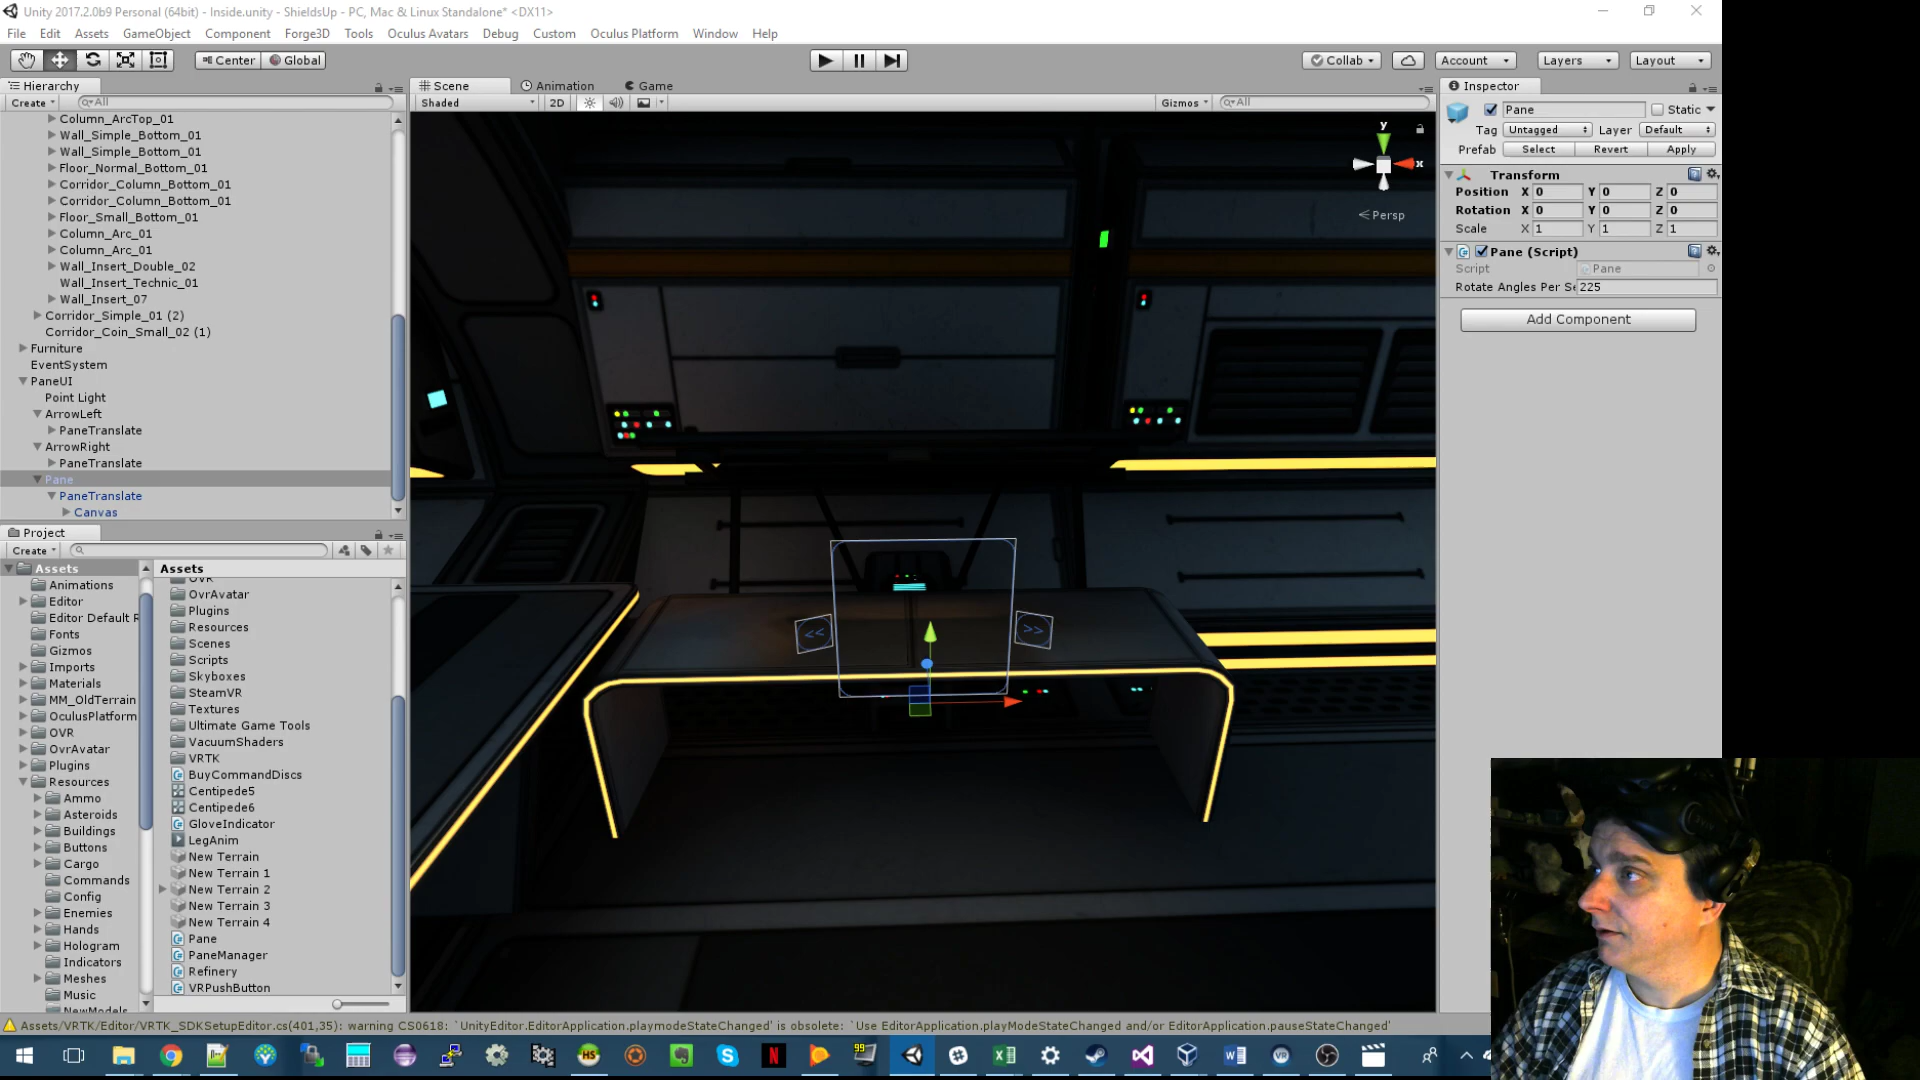 Unity 2017.2.0b9 Personal (64bit) - Inside.unity - ShieldsUp - PC, Mac & Linux Standalone* <DX11>
File Edit Assets GameObject Component Forge3D Tools Oculus Avatars Debug Custom Oculus Platform Window Help
Center Global Collab Account Layers Layout
Hierarchy
Create All
Column_ArcTop_01
Wall_Simple_Bottom_01
Wall_Simple_Bottom_01
Floor_Normal_Bottom_01
Corridor_Column_Bottom_01
Corridor_Column_Bottom_01
Floor_Small_Bottom_01
Column_Arc_01
Column_Arc_01
Wall_Insert_Double_02
Wall_Insert_Technic_01
Wall_Insert_07
Corridor_Simple_01 (2)
Corridor_Coin_Small_02 (1)
Furniture
EventSystem
PaneUI
Point Light
ArrowLeft
PaneTranslate
ArrowRight
PaneTranslate
Pane
PaneTranslate
Canvas
Project
Create
Assets
Animations
Editor
Editor Default R
Fonts
Gizmos
Imports
Materials
MM_OldTerrain
OculusPlatform
OVR
OvrAvatar
Plugins
Resources
Ammo
Asteroids
Buildings
Buttons
Cargo
Commands
Config
Enemies
Hands
Hologram
Indicators
Meshes
Music
NewModels
Assets
OVR
OvrAvatar
Plugins
Resources
Scenes
Scripts
Skyboxes
SteamVR
Textures
Ultimate Game Tools
VacuumShaders
VRTK
BuyCommandDiscs
Centipede5
Centipede6
GloveIndicator
LegAnim
New Terrain
New Terrain 1
New Terrain 2
New Terrain 3
New Terrain 4
Pane
PaneManager
Refinery
VRPushButton
Scene Animation Game
Shaded 2D Gizmos All
y
x
Persp
<< >>
Inspector
Pane Static
Tag Untagged Layer Default
Prefab Select Revert Apply
Transform
Position X 0 Y 0 Z 0
Rotation X 0 Y 0 Z 0
Scale X 1 Y 1 Z 1
Pane (Script)
Script Pane
Rotate Angles Per Se 225
Add Component
Assets/VRTK/Editor/VRTK_SDKSetupEditor.cs(401,35): warning CS0618: `UnityEditor.EditorApplication.playmodeStateChanged' is obsolete: `Use EditorApplication.playModeStateChanged and/or EditorApplication.pauseStateChanged'
HS N 99 VR